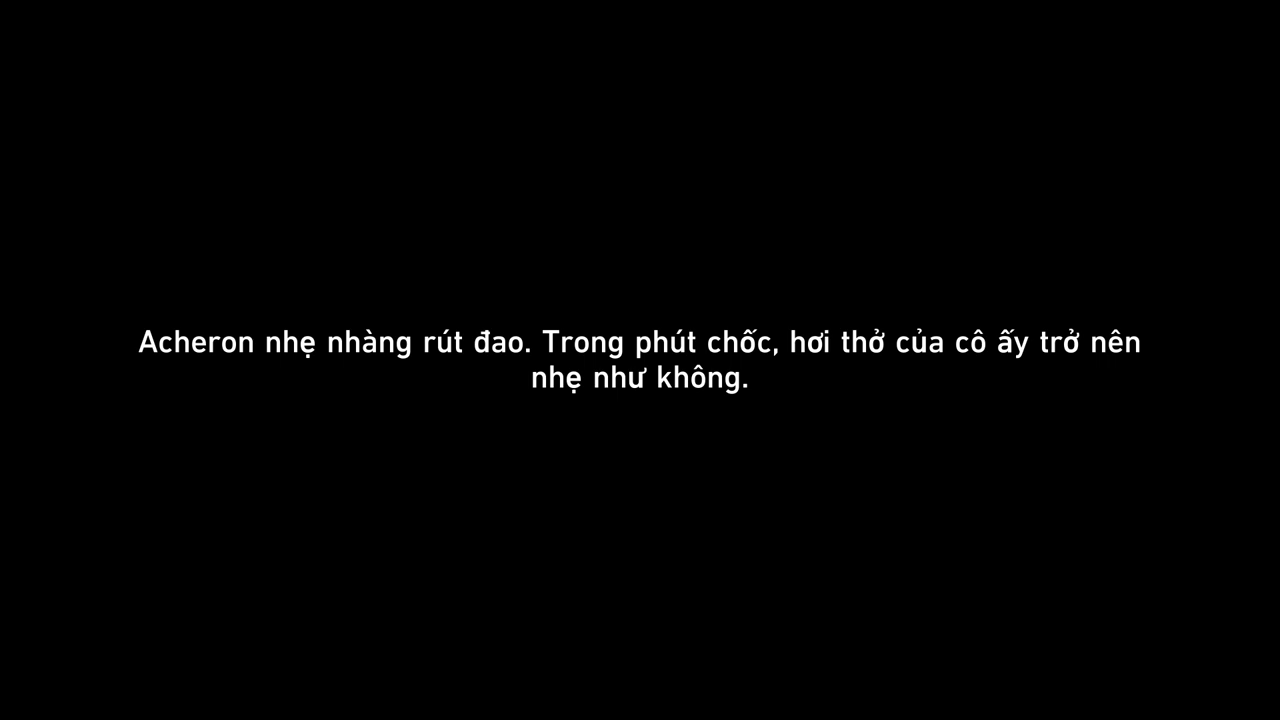 Acheron nhẹ nhàng rút đao. Trong phút chốc, hơi thở của cô ấy trở nên
nhẹ như không.